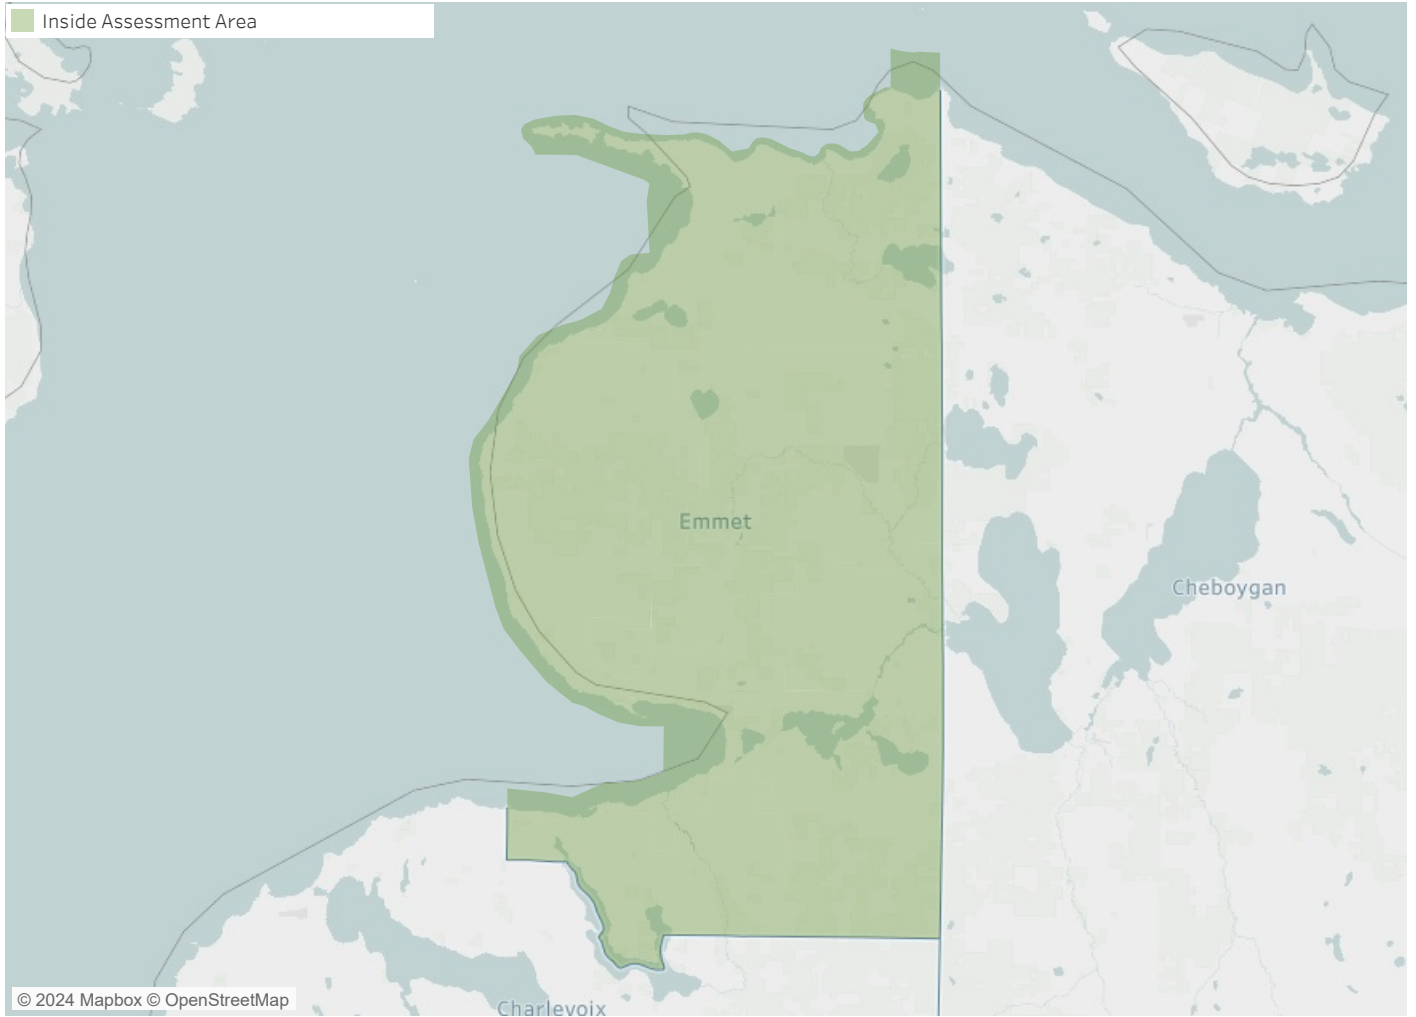 Inside Assessment Area
Emmet
Cheboygan
Charlevoix
© 2024 Mapbox © OpenStreetMap